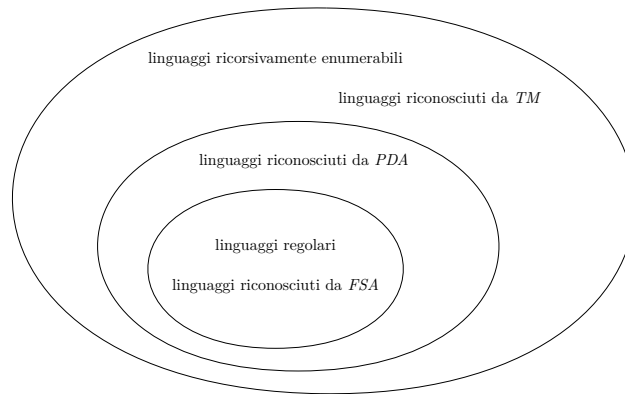 linguaggi ricorsivamente enumerabili
linguaggi riconosciuti da TM
linguaggi riconosciuti da PDA
linguaggi regolari
linguaggi riconosciuti da FSA